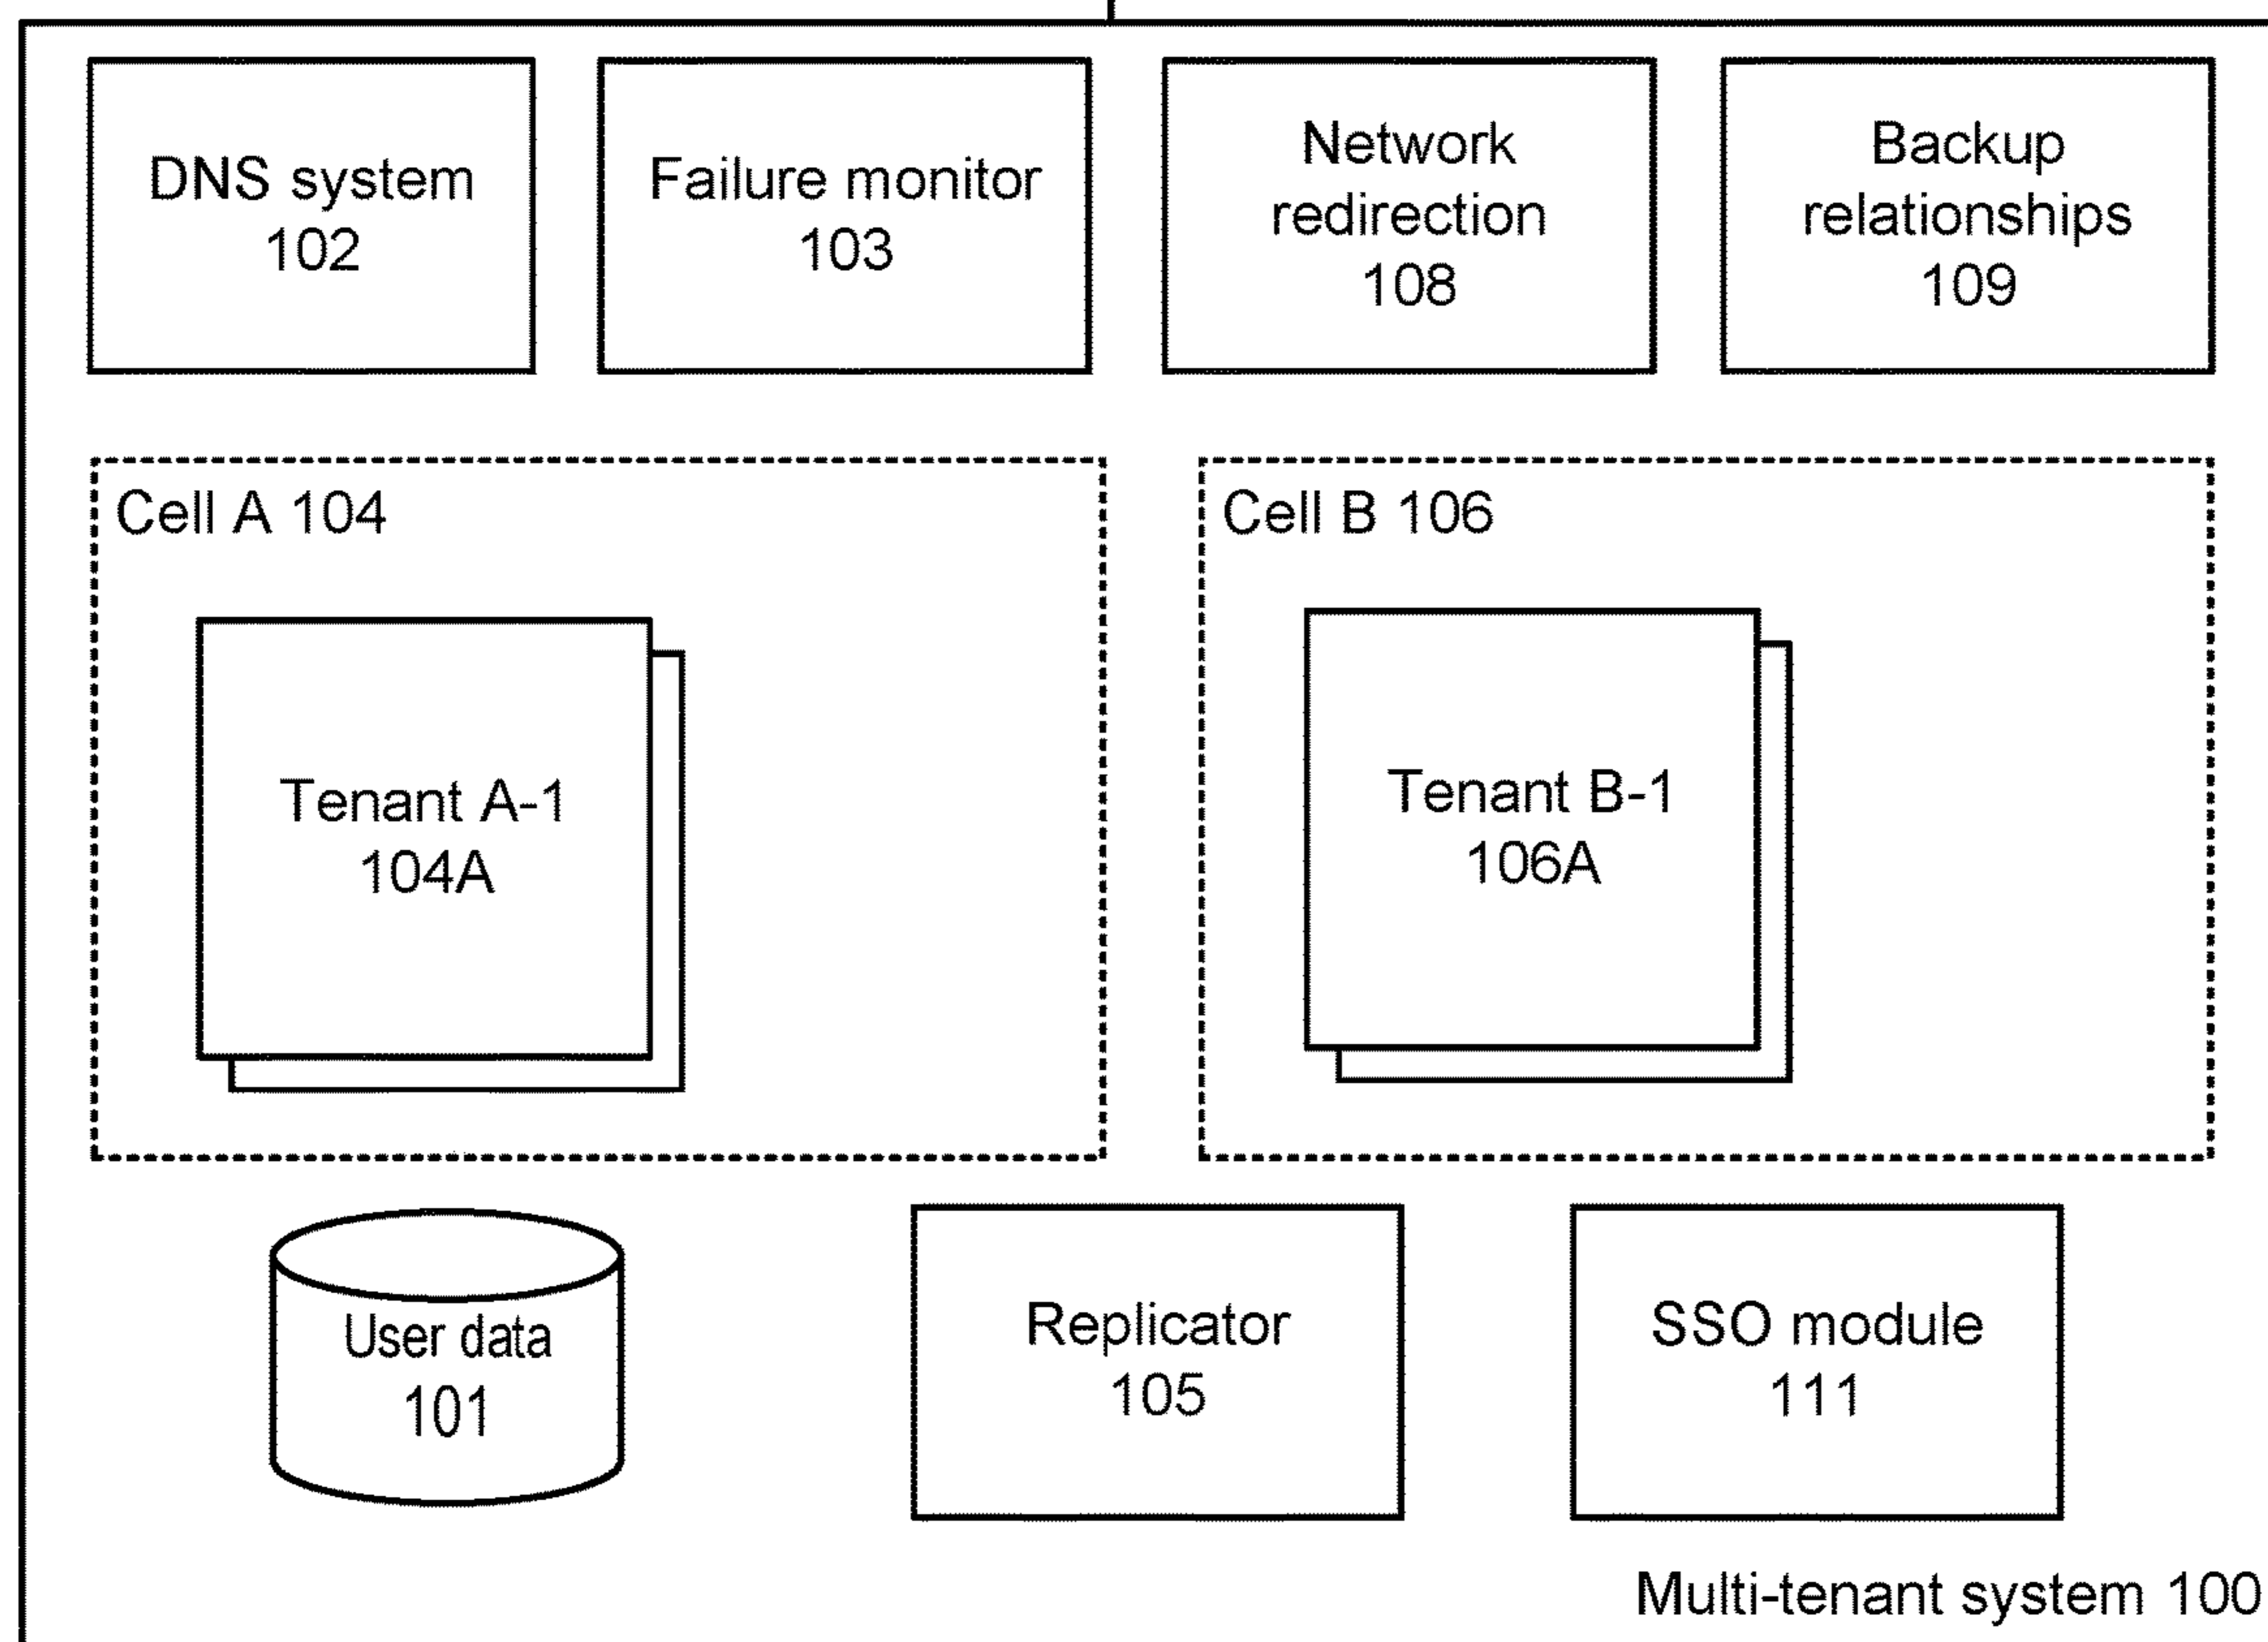 DNS system
102
Failure monitor
103
Network
redirection
108
Backup
relationships
109
Cell A 104
Tenant A-1
104A
Cell B 106
Tenant B-1
106A
User data
101
Replicator
105
SSO module
111
Multi-tenant system 100